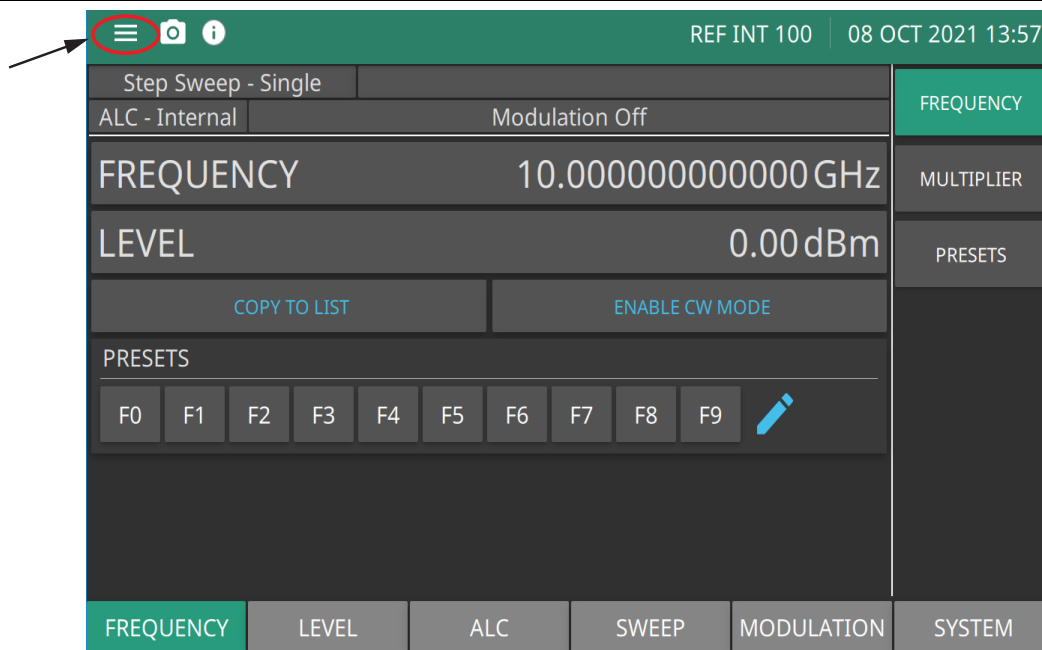 REF INT 100 08 OCT 2021 13:57
Step Sweep - Single
ALC - Internal Modulation Off
FREQUENCY 10.000000000000 GHz
LEVEL 0.00 dBm
COPY TO LIST ENABLE CW MODE
PRESETS
F0 F1 F2 F3 F4 F5 F6 F7 F8 F9
FREQUENCY
MULTIPLIER
PRESETS
FREQUENCY LEVEL ALC SWEEP MODULATION SYSTEM